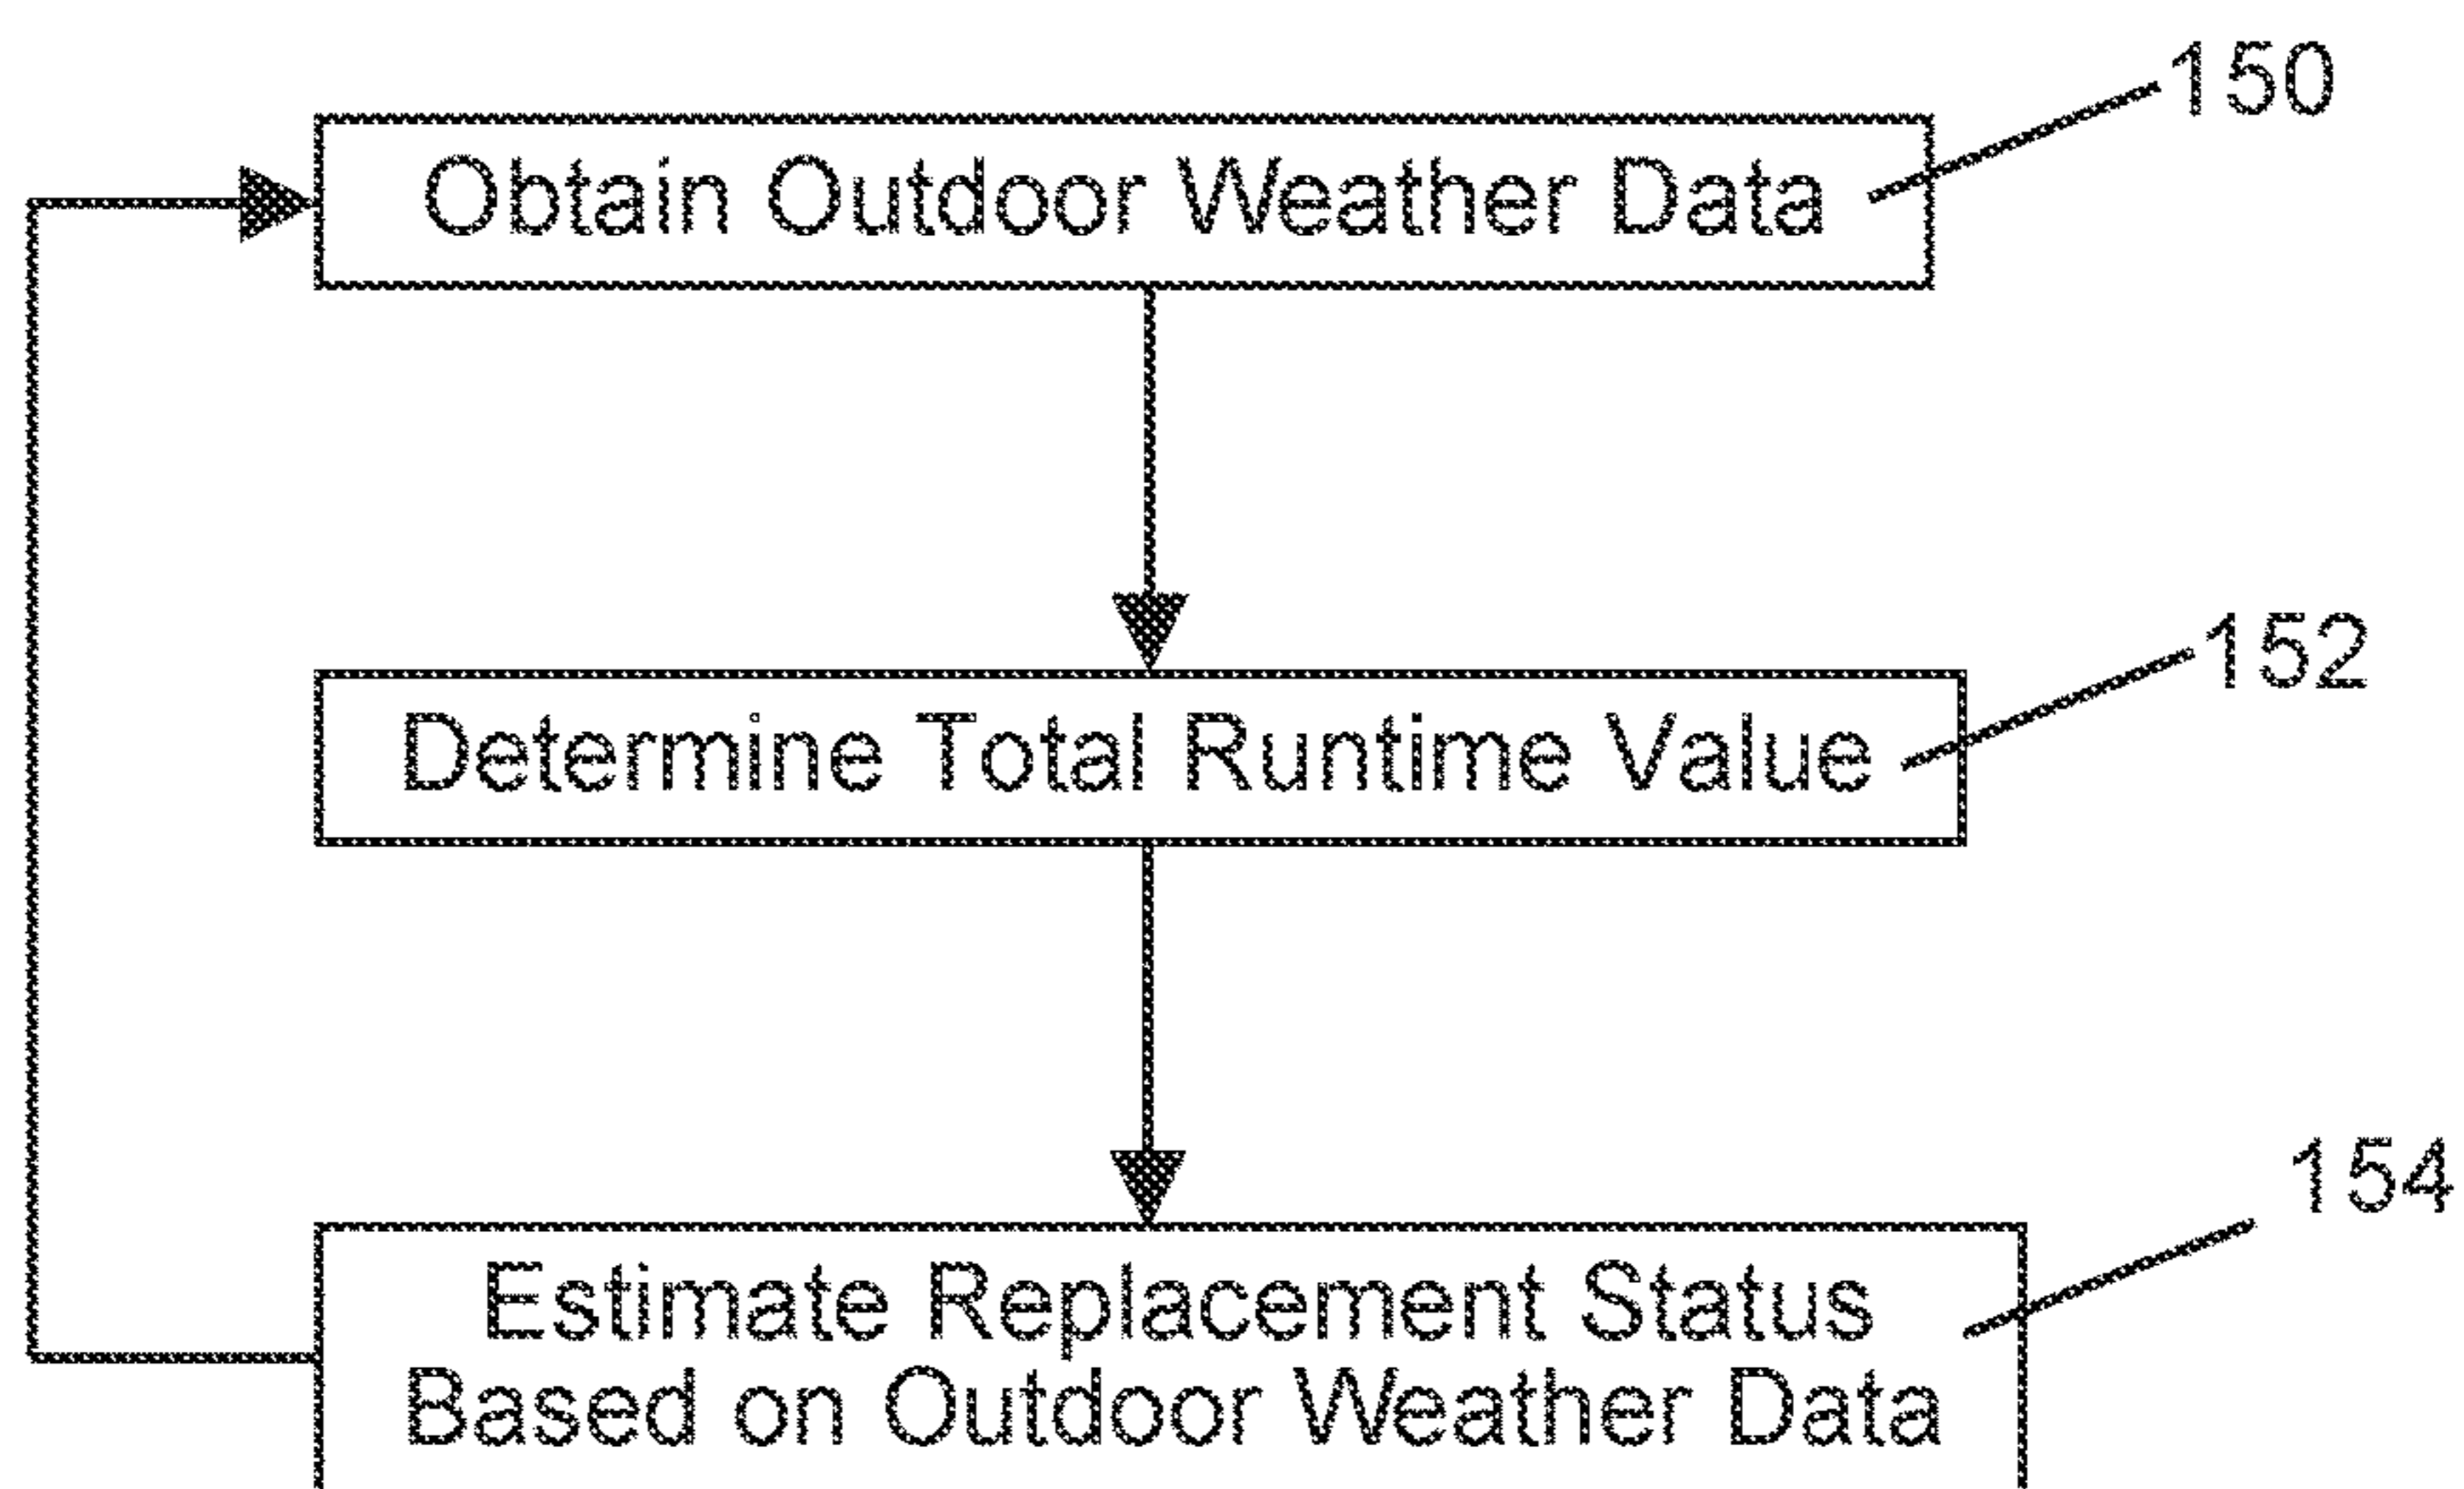 150
Obtain Outdoor Weather Data
152
Determine Total Runtime Value
154
Estimate Replacement Status
Based on Outdoor Weather Data